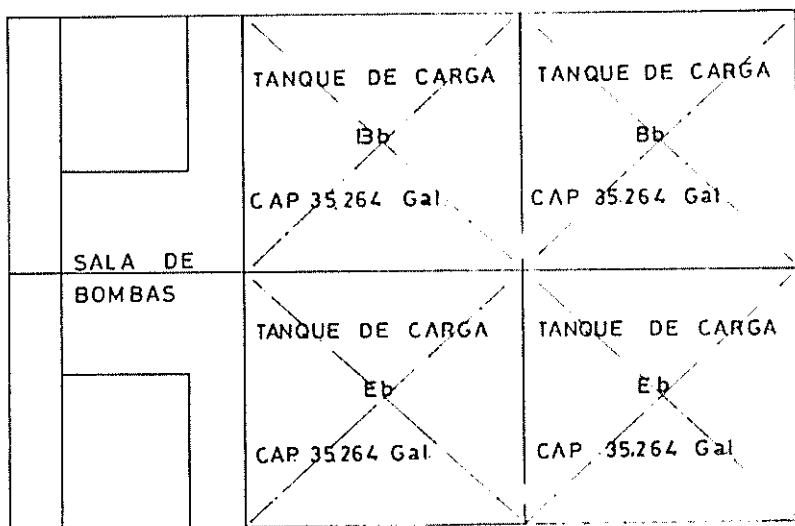 TANQUE DE CARGA
Bb
CAP 35.264 Gal
TANQUE DE CARGA
Bb
CAP 35.264 Gal
SALA DE
BOMBAS
TANQUE DE CARGA
Eb
CAP. 35.264 Gal.
TANQUE DE CARGA
Eb
CAP 35.264 Gal